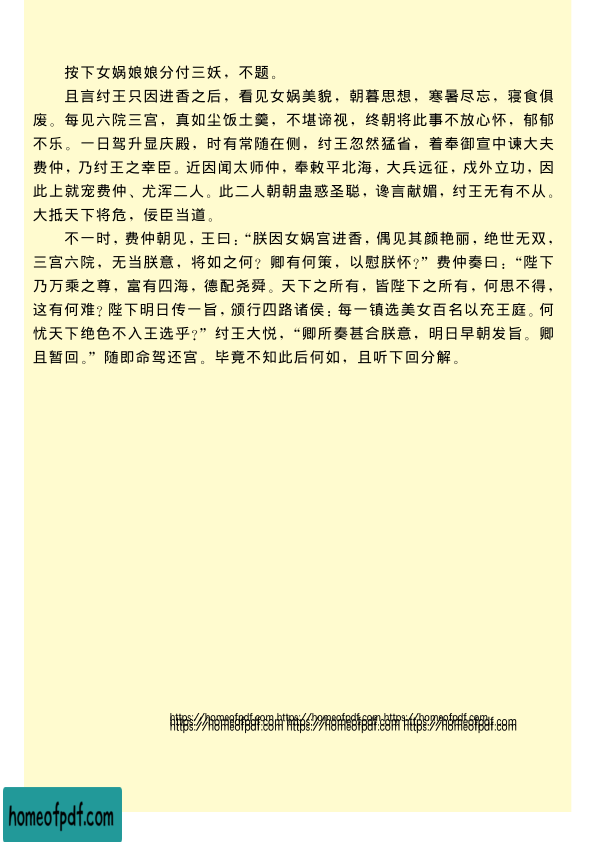 按下女娲娘娘分付三妖，不题。
且言纣王只因进香之后，看见女娲美貌，朝暮思想，寒暑尽忘，寝食俱
废。每见六院三宫，真如尘饭土羹，不堪谛视，终朝将此事不放心怀，郁郁
不乐。一日驾升显庆殿，时有常随在侧，纣王忽然猛省，着奉御宣中谏大夫
费仲，乃纣王之幸臣。近因闻太师仲，奉敕平北海，大兵远征，戍外立功，因
此上就宠费仲、尤浑二人。此二人朝朝蛊惑圣聪，谗言献媚，纣王无有不从。
大抵天下将危，佞臣当道。
不一时，费仲朝见，王曰：“朕因女娲宫进香，偶见其颜艳丽，绝世无双，
三宫六院，无当朕意，将如之何？卿有何策，以慰朕怀？”费仲奏曰：“陛下
乃万乘之尊，富有四海，德配尧舜。天下之所有，皆陛下之所有，何思不得，
这有何难？陛下明日传一旨，颁行四路诸侯：每一镇选美女百名以充王庭。何
忧天下绝色不入王选乎？”纣王大悦，“卿所奏甚合朕意，明日早朝发旨。卿
且暂回。”随即命驾还宫。毕竟不知此后何如，且听下回分解。
https://homeofpdf.com https://homeofpdf.com https://homeofpdf.com
https://homeofpdf.com https://homeofpdf.com https://homeofpdf.com
https://homeofpdf.com https://homeofpdf.com https://homeofpdf.com
homeofpdf.com